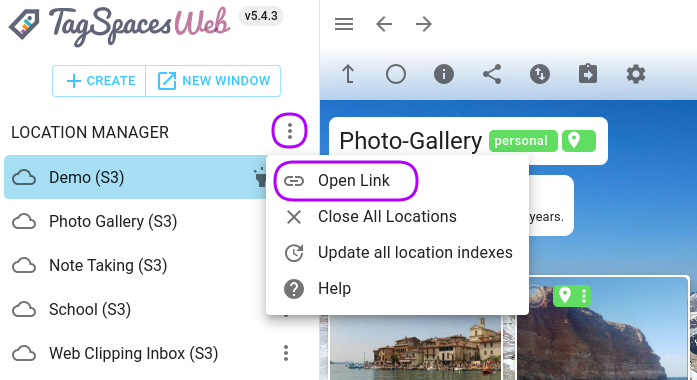 TagSpacesWeb v5.4.3
CREATE NEW WINDOW
LOCATION MANAGER
Photo-Gallery personal
Demo (S3)
Open Link
Photo Gallery (S3)
Close All Locations
years.
Note Taking (S3)
Update all location indexes
Help
School (S3)
Web Clipping Inbox (S3)